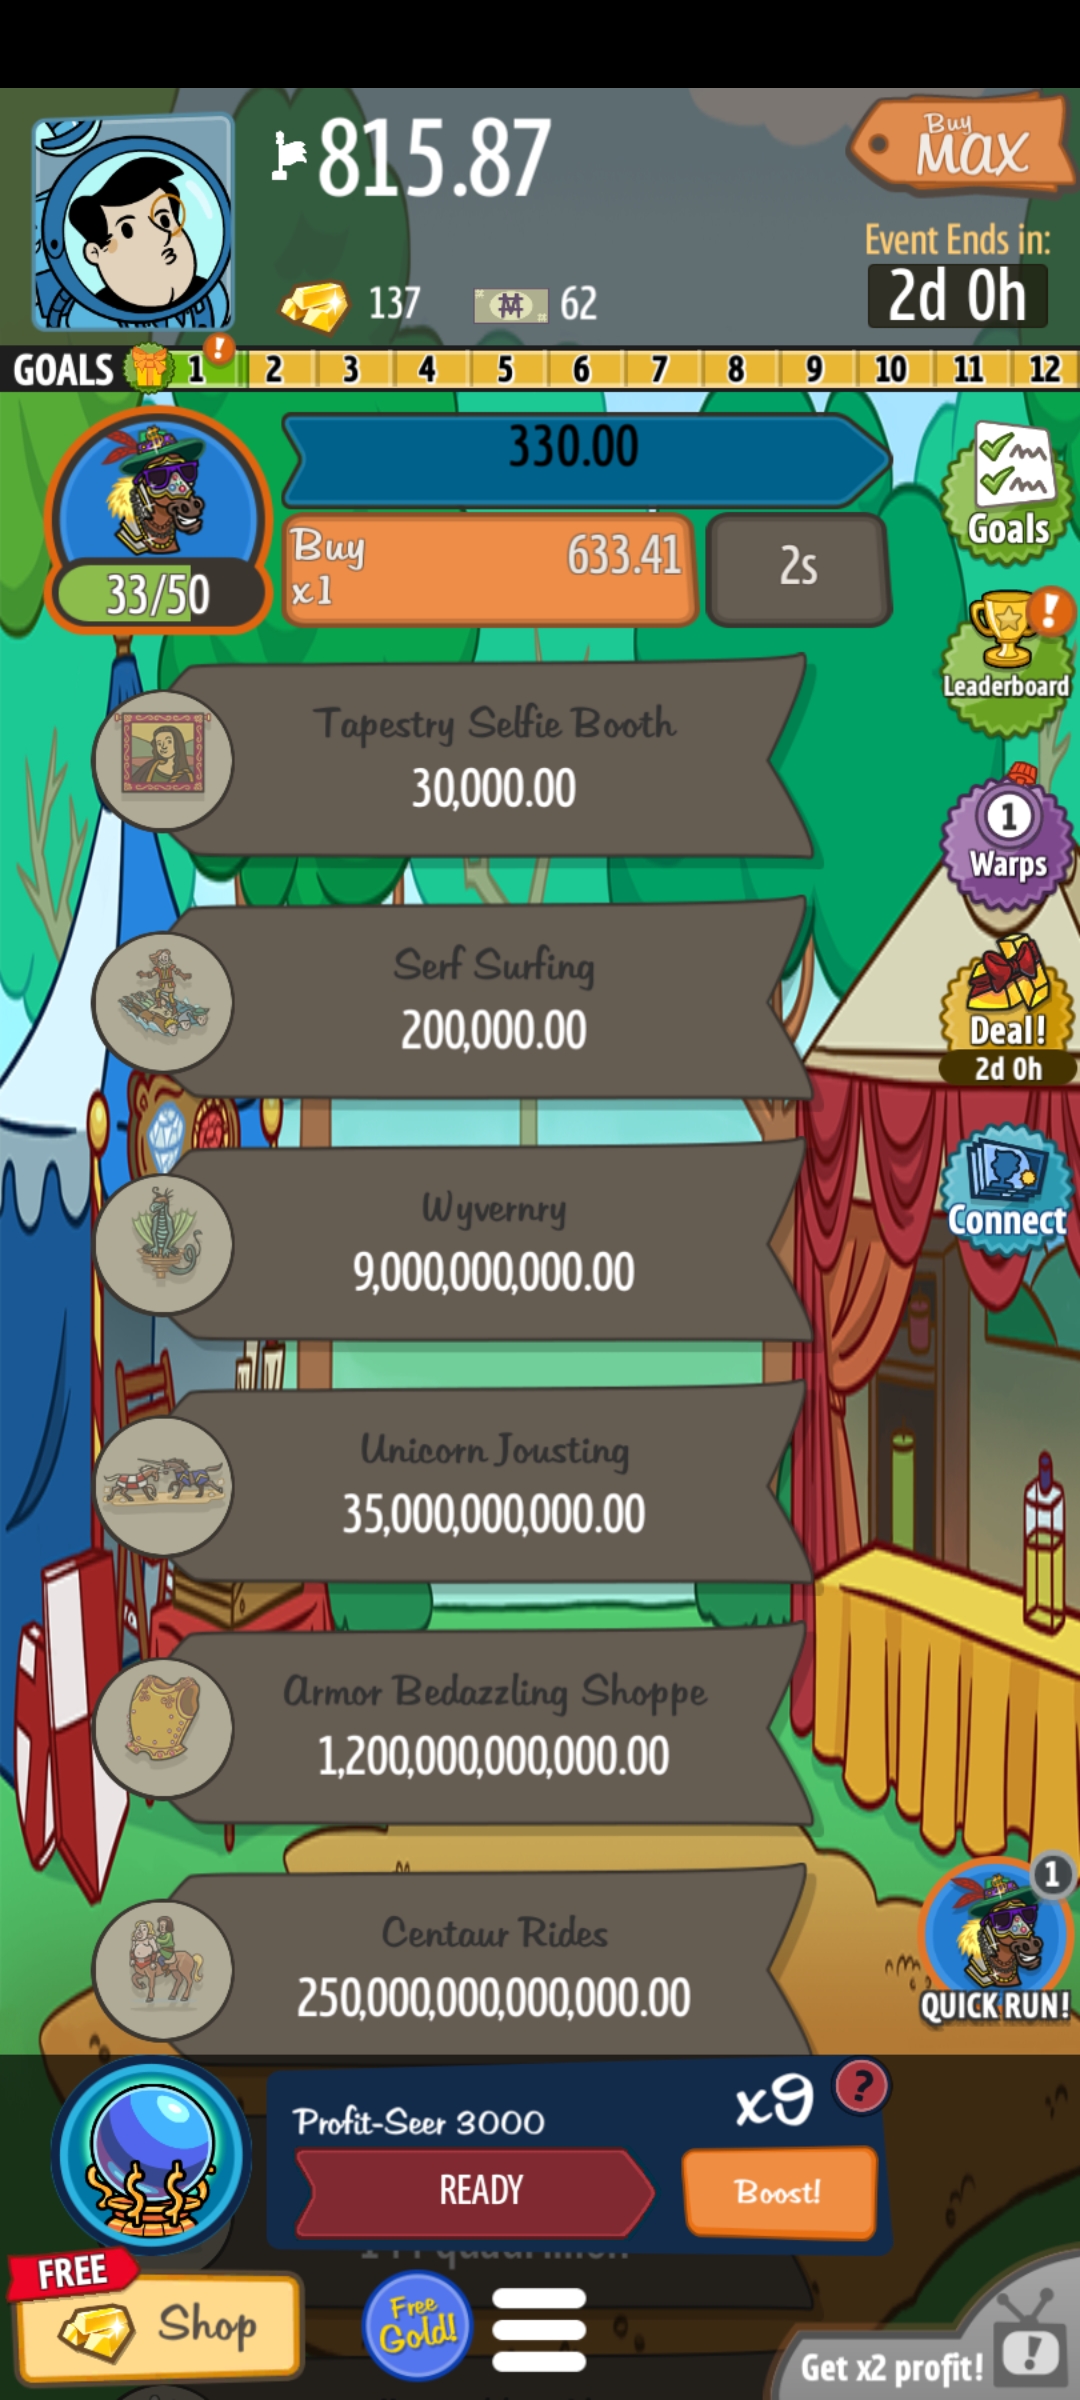 815.87
Buy
MAX
Event Ends in:
2d 0h
137
62
GOALS 1 2 3 4 5 6 7 8 9 10 11 12
330.00
Buy
x1
633.41
2s
33/50
Goals
Leaderboard
1
Warps
Deal!
2d 0h
Connect
Tapestry Selfie Booth
30,000.00
Serf Surfing
200,000.00
Wyvernry
9,000,000,000.00
Unicorn Jousting
35,000,000,000.00
Armor Bedazzling Shoppe
1,200,000,000,000.00
Centaur Rides
250,000,000,000,000.00
1
QUICK RUN!
Profit-Seer 3000
x9
?
READY
Boost!
FREE
Shop
Free
Gold!
Get x2 profit!